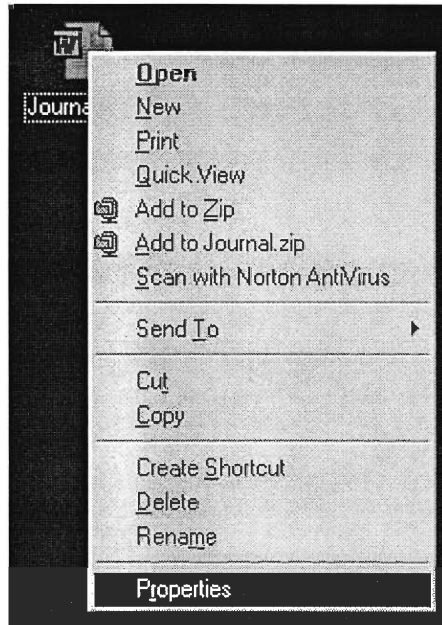 W
Journa
Open
New
Print
Quick View
Add to Zip
Add to Journal.zip
Scan with Norton AntiVirus
Send To
Cut
Copy
Create Shortcut
Delete
Rename
Properties